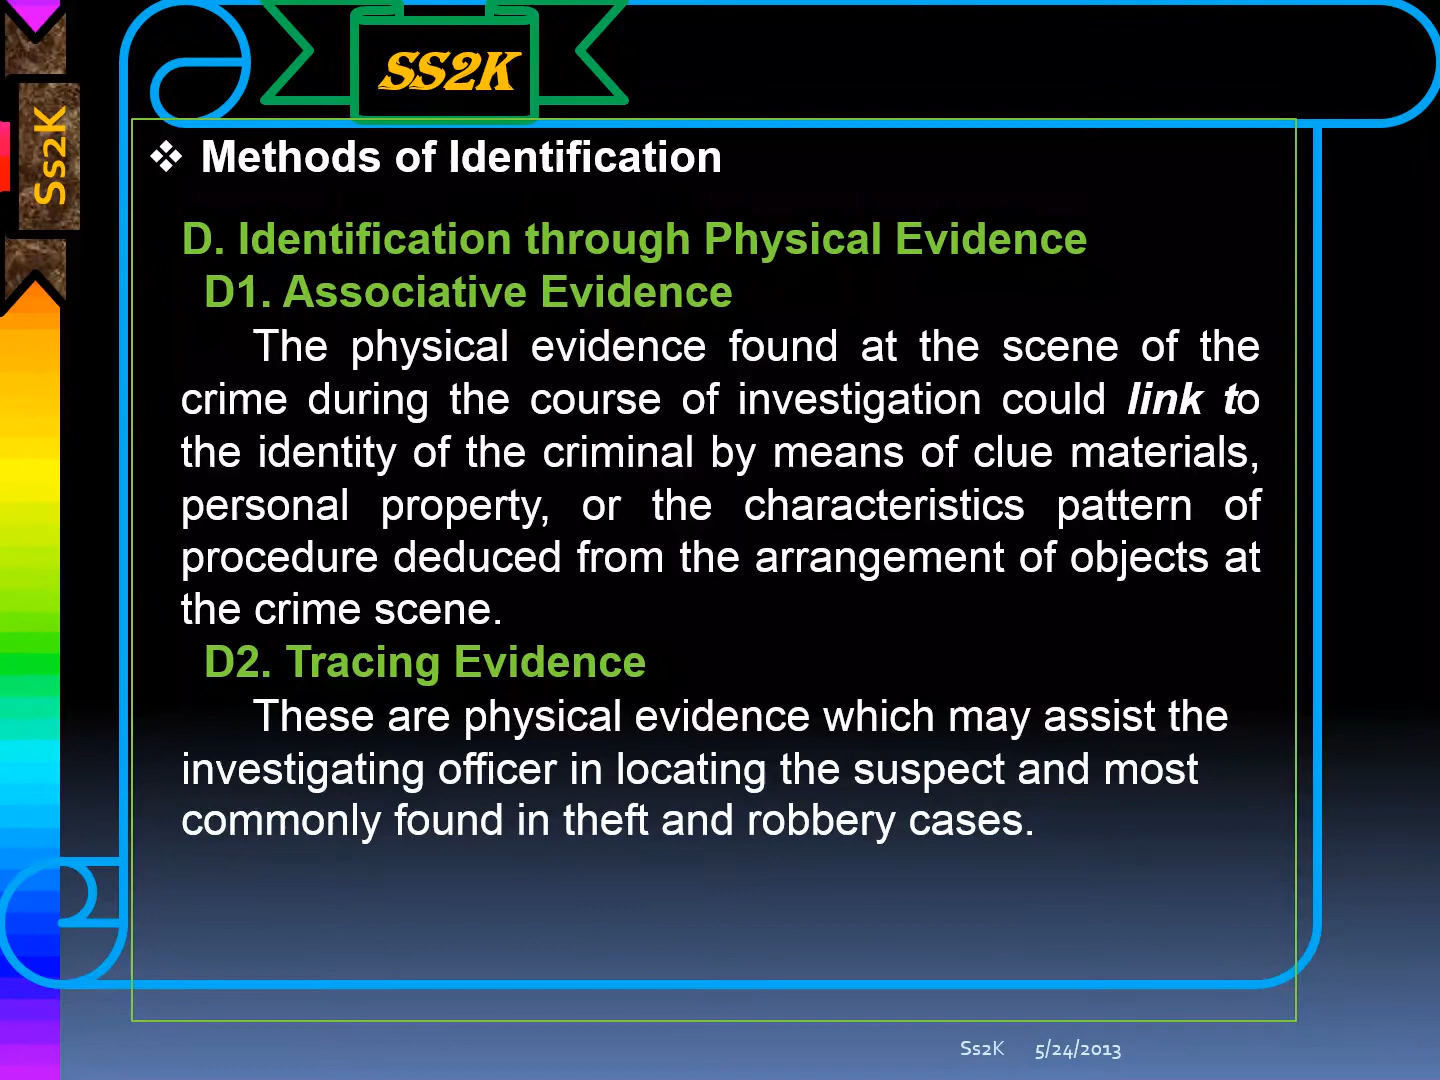 SS2K
Ss2K
❖ Methods of Identification
D. Identification through Physical Evidence
D1. Associative Evidence
The physical evidence found at the scene of the
crime during the course of investigation could link to
the identity of the criminal by means of clue materials,
personal property, or the characteristics pattern of
procedure deduced from the arrangement of objects at
the crime scene.
D2. Tracing Evidence
These are physical evidence which may assist the
investigating officer in locating the suspect and most
commonly found in theft and robbery cases.
Ss2K 5/24/2013